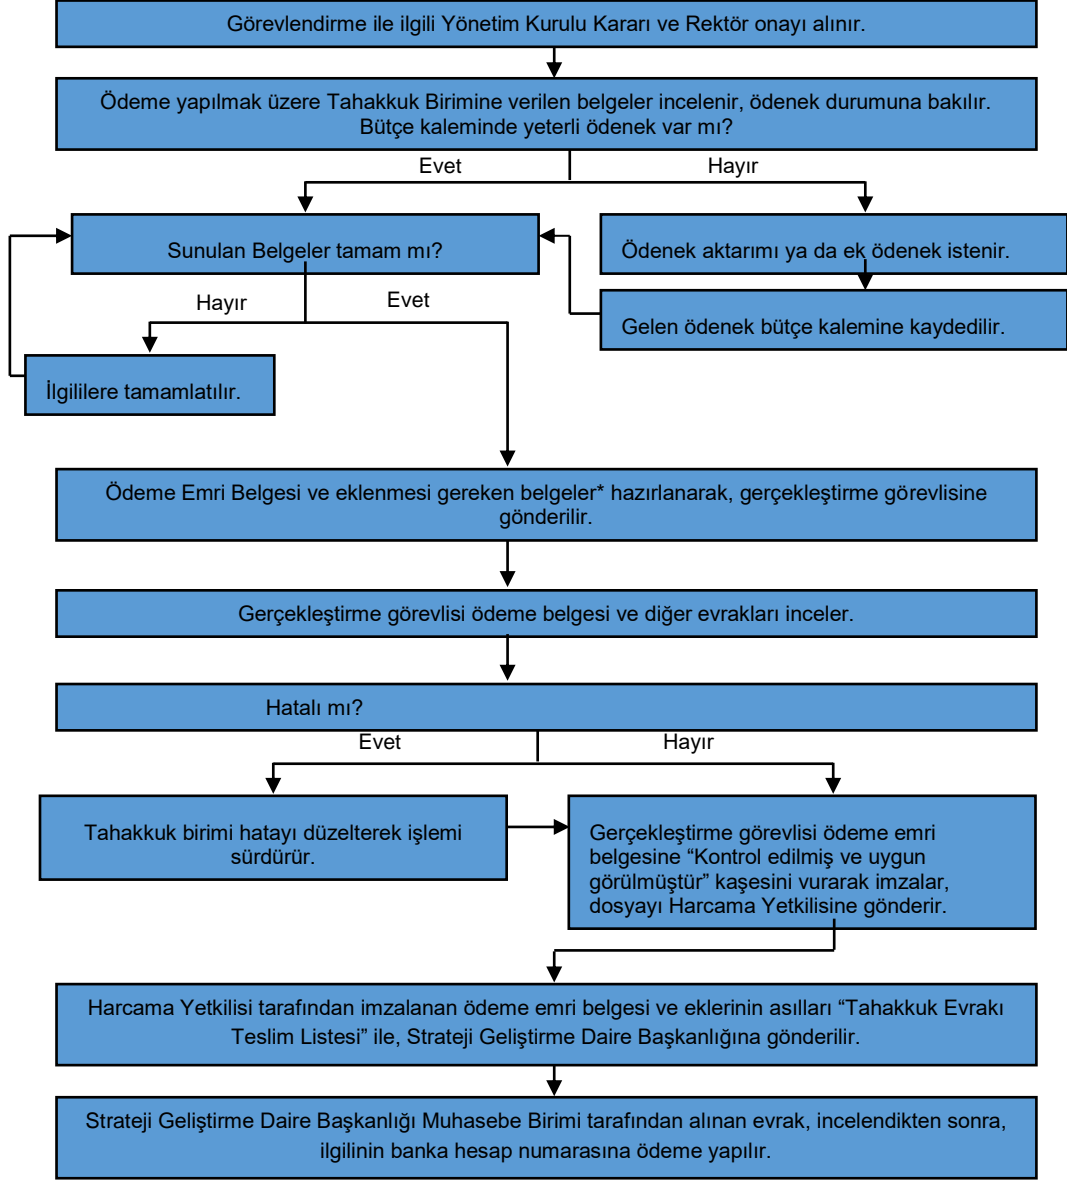 Görevlendirme ile ilgili Yönetim Kurulu Kararı ve Rektör onayı alınır.
Ödeme yapılmak üzere Tahakkuk Birimine verilen belgeler incelenir, ödenek durumuna bakılır.
Bütçe kaleminde yeterli ödenek var mı?
Evet
Hayır
Sunulan Belgeler tamam mı?
Ödenek aktarımı ya da ek ödenek istenir.
Hayır
Evet
Gelen ödenek bütçe kalemine kaydedilir.
İlgililere tamamlatılır.
Ödeme Emri Belgesi ve eklenmesi gereken belgeler* hazırlanarak, gerçekleştirme görevlisine
gönderilir.
Gerçekleştirme görevlisi ödeme belgesi ve diğer evrakları inceler.
Hatalı mı?
Evet
Hayır
Tahakkuk birimi hatayı düzelterek işlemi
sürdürür.
Gerçekleştirme görevlisi ödeme emri
belgesine “Kontrol edilmiş ve uygun
görülmüştür” kaşesini vurarak imzalar,
dosyayı Harcama Yetkilisine gönderir.
Harcama Yetkilisi tarafından imzalanan ödeme emri belgesi ve eklerinin asılları “Tahakkuk Evrakı
Teslim Listesi” ile, Strateji Geliştirme Daire Başkanlığına gönderilir.
Strateji Geliştirme Daire Başkanlığı Muhasebe Birimi tarafından alınan evrak, incelendikten sonra,
ilgilinin banka hesap numarasına ödeme yapılır.